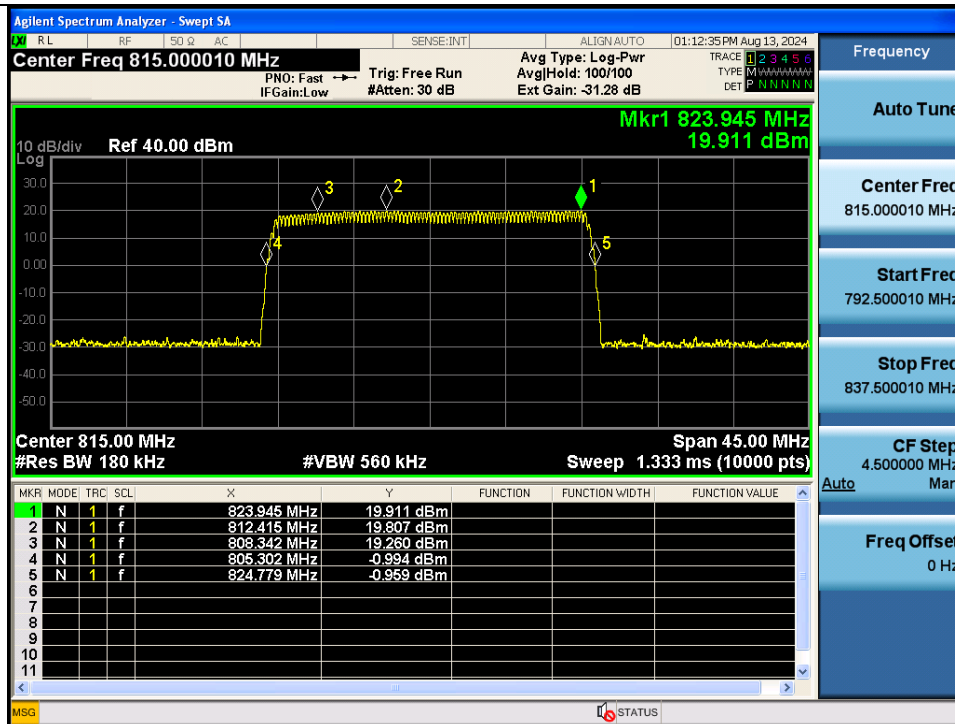 Agilent Spectrum Analyzer - Swept SA
LXI RL RF 50 Ω AC SENSE:INT ALIGN AUTO 01:12:35 PM Aug 13, 2024
Center Freq 815.000010 MHz
PNO: Fast
IFGain:Low
Trig: Free Run
#Atten: 30 dB
Avg Type: Log-Pwr
Avg|Hold: 100/100
Ext Gain: -31.28 dB
TRACE 1 2 3 4 5 6
TYPE M
DET P N N N N N
Mkr1 823.945 MHz
19.911 dBm
10 dB/div Ref 40.00 dBm
Log
30.0
20.0
10.0
0.00
-10.0
-20.0
-30.0
-40.0
-50.0
3
2
1
4
5
Center 815.00 MHz Span 45.00 MHz
#Res BW 180 kHz #VBW 560 kHz Sweep 1.333 ms (10000 pts)
MKR MODE TRC SCL X Y FUNCTION FUNCTION WIDTH FUNCTION VALUE
1 N 1 f 823.945 MHz 19.911 dBm
2 N 1 f 812.415 MHz 19.807 dBm
3 N 1 f 808.342 MHz 19.260 dBm
4 N 1 f 805.302 MHz -0.994 dBm
5 N 1 f 824.779 MHz -0.959 dBm
6
7
8
9
10
11
MSG STATUS
Frequency
Auto Tune
Center Freq
815.000010 MHz
Start Freq
792.500010 MHz
Stop Freq
837.500010 MHz
CF Step
4.500000 MHz
Auto Man
Freq Offset
0 Hz